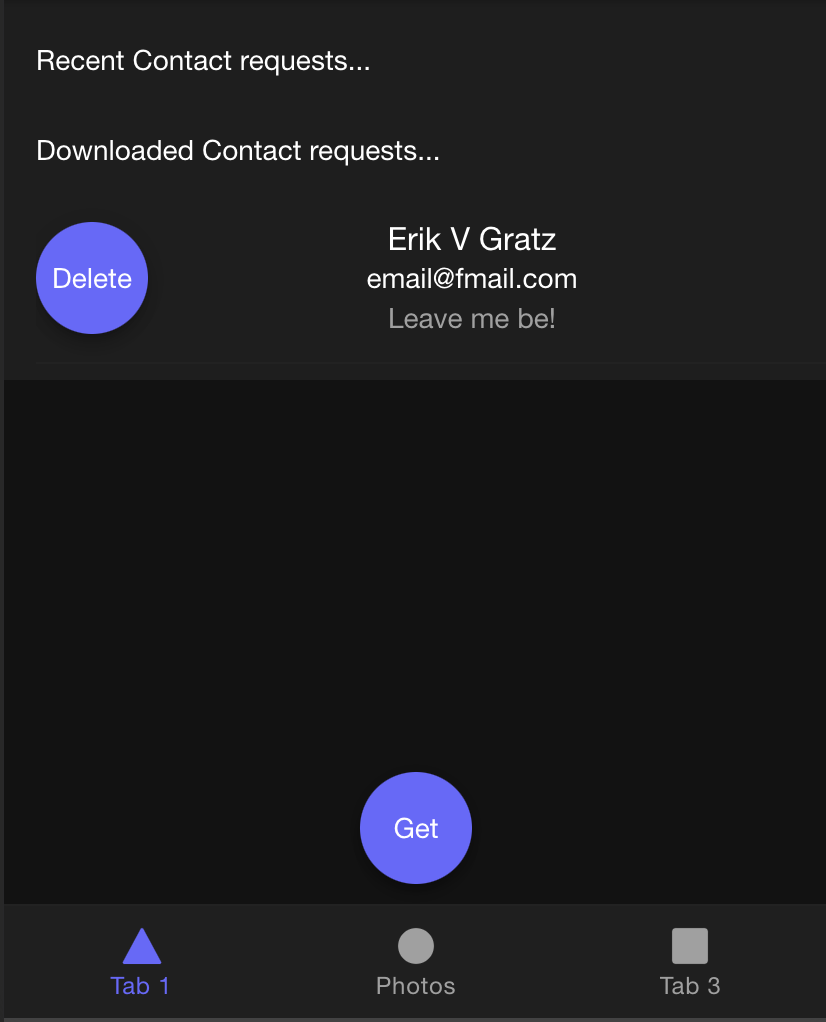 Recent Contact requests...
Downloaded Contact requests...
Delete
Erik V Gratz
email@fmail.com
Leave me be!
Get
Tab 1
Photos
Tab 3